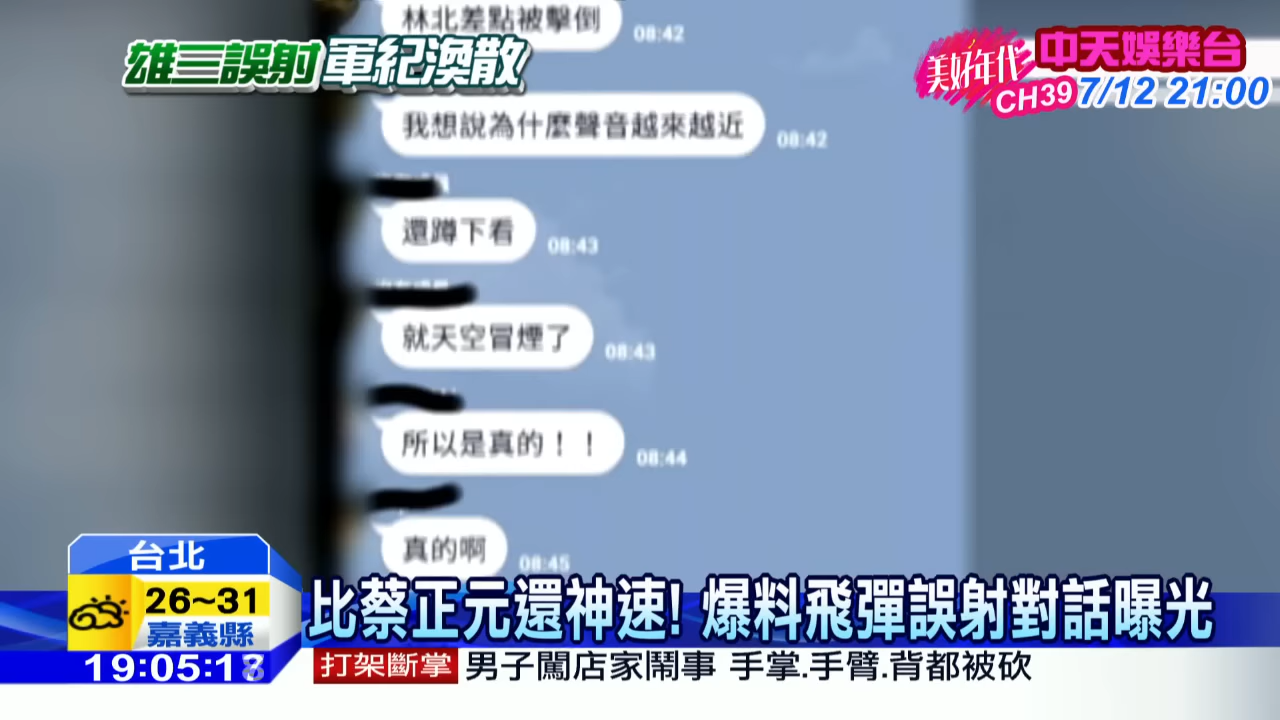 林北差點被擊倒
08:42
雄三誤射 軍紀渙散
美好年代 中天娛樂台
CH39 7/12 21:00
我想說為什麼聲音越來越近
08:42
還蹲下看
08:43
就天空冒煙了
08:43
所以是真的！！
08:44
真的啊
08:45
台北
26~31
嘉義縣
19:05:18
比蔡正元還神速! 爆料飛彈誤射對話曝光
打架斷掌 男子闖店家鬧事 手掌.手臂.背都被砍